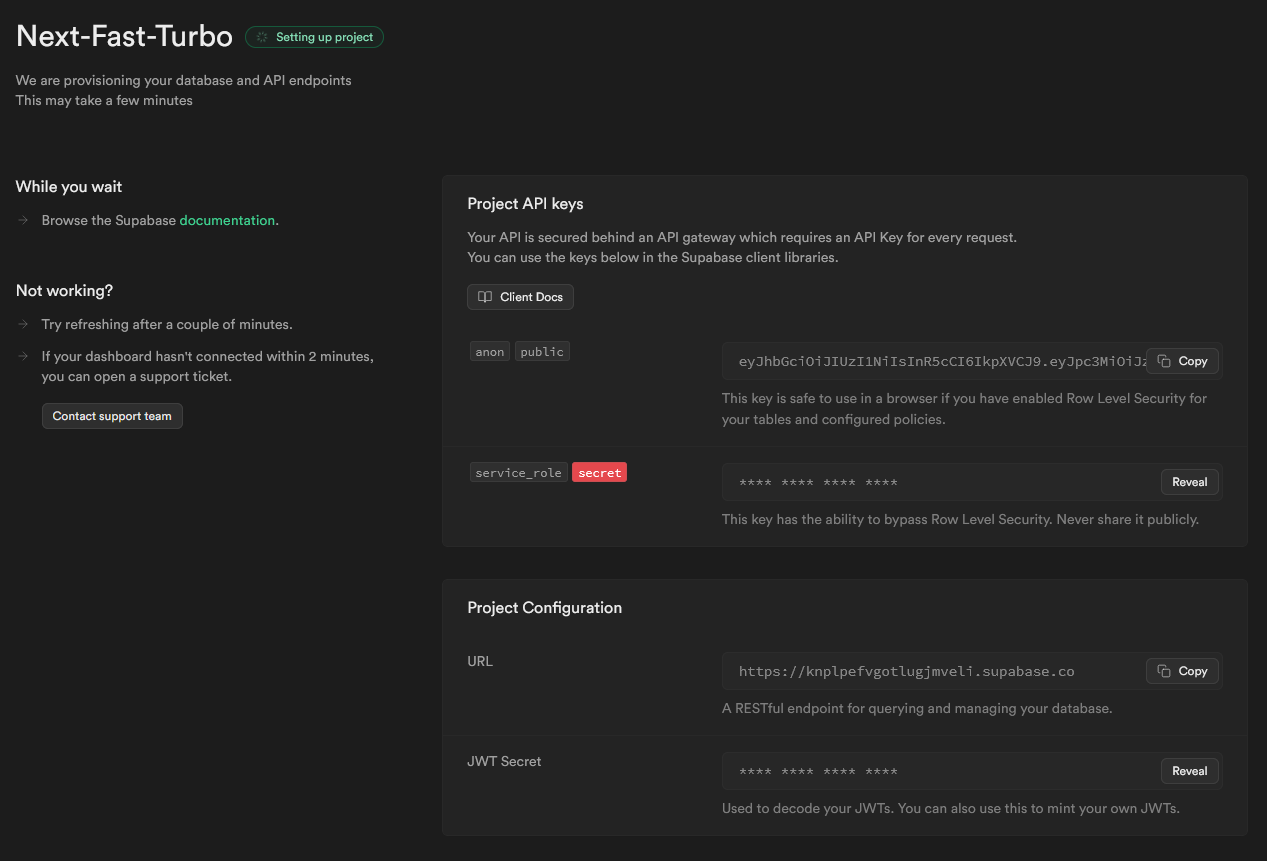 Next-Fast-Turbo
Setting up project
We are provisioning your database and API endpoints
This may take a few minutes
While you wait
Browse the Supabase documentation.
Not working?
Try refreshing after a couple of minutes.
If your dashboard hasn't connected within 2 minutes,
you can open a support ticket.
Contact support team
Project API keys
Your API is secured behind an API gateway which requires an API Key for every request.
You can use the keys below in the Supabase client libraries.
Client Docs
anon public
eyJhbGciOiJIUzI1NiIsInR5cCI6IkpXVCJ9.eyJpc3MiOiJz
Copy
This key is safe to use in a browser if you have enabled Row Level Security for
your tables and configured policies.
service_role secret
**** **** **** ****
Reveal
This key has the ability to bypass Row Level Security. Never share it publicly.
Project Configuration
URL
https://knplpefvgotlugjmveli.supabase.co
Copy
A RESTful endpoint for querying and managing your database.
JWT Secret
**** **** **** ****
Reveal
Used to decode your JWTs. You can also use this to mint your own JWTs.